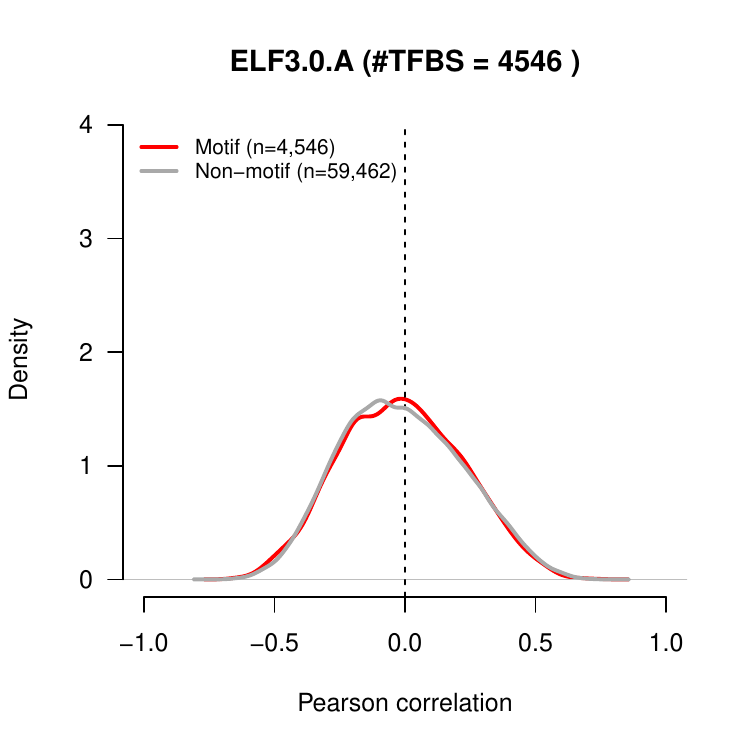 ELF3.0.A (#TFBS = 4546 )
4
3
2
1
0
Density
Motif (n=4,546)
Non−motif (n=59,462)
−1.0
−0.5
0.0
0.5
1.0
Pearson correlation